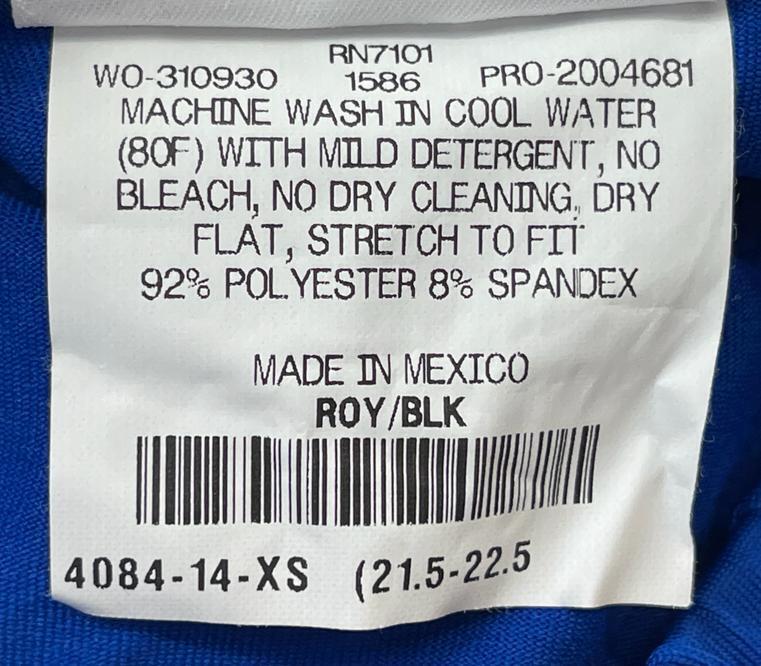 RN7101
WO-310930 1586 PRO-2004681
MACHINE WASH IN COOL WATER
(80F) WITH MILD DETERGENT, NO
BLEACH, NO DRY CLEANING, DRY
FLAT, STRETCH TO FIT
92% POLYESTER 8% SPANDEX
MADE IN MEXICO
ROY/BLK
4084-14-XS (21.5-22.5